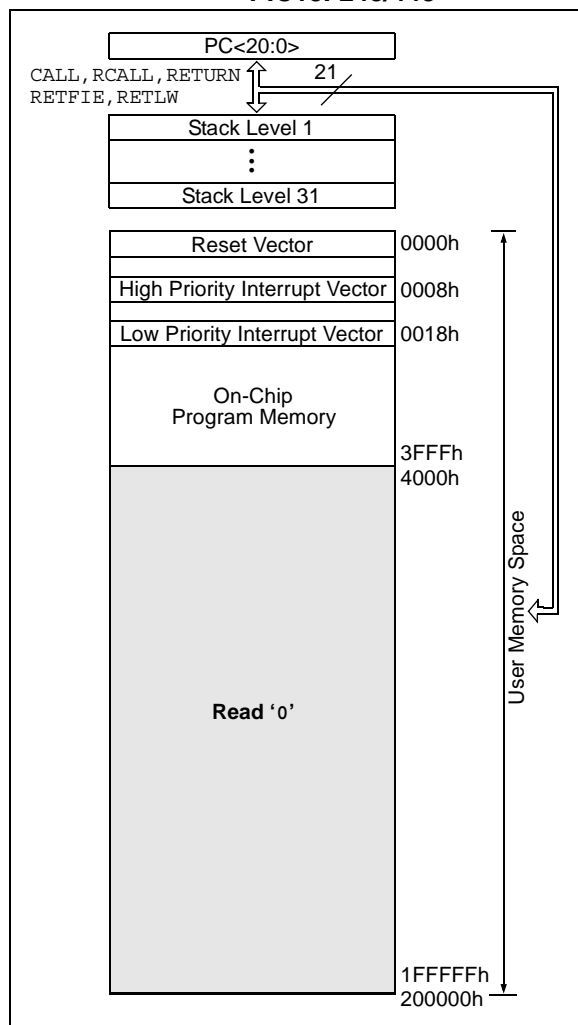 PC<20:0>
CALL,RCALL,RETURN
RETFIE,RETLW
21
Stack Level 1
Stack Level 31
Reset Vector
0000h
High Priority Interrupt Vector
0008h
Low Priority Interrupt Vector
0018h
On-Chip
Program Memory
3FFFh
4000h
User Memory Space
Read ‘0’
1FFFFFh
200000h